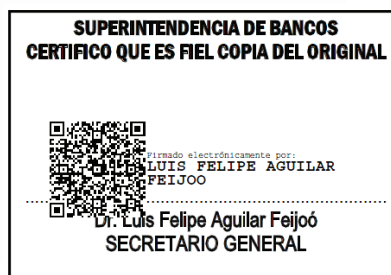 SUPERINTENDENCIA DE BANCOS
CERTIFICO QUE ES FIEL COPIA DEL ORIGINAL
Firmado electrónicamente por:
LUIS FELIPE AGUILAR
FEIJOO
Dr. Luis Felipe Aguilar Feijoó
SECRETARIO GENERAL